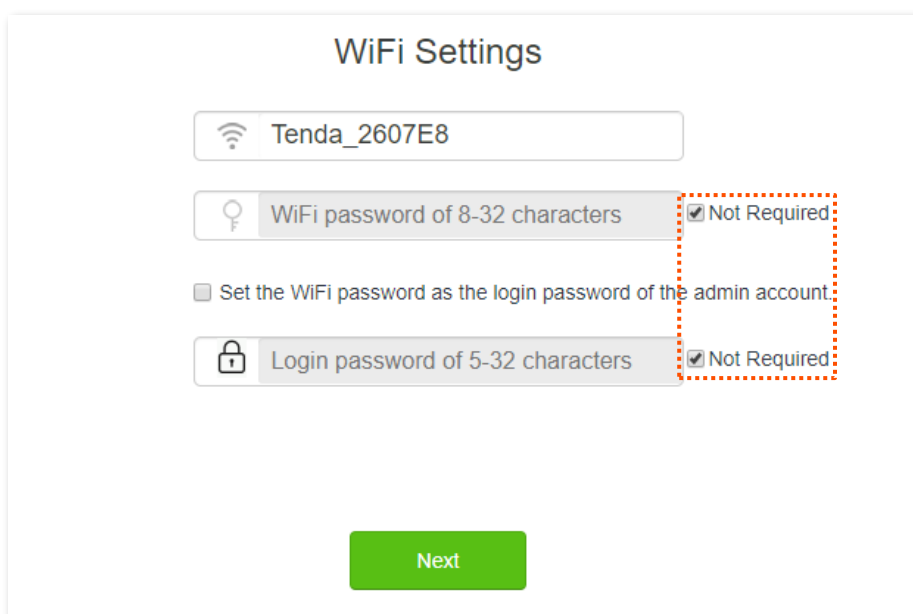 WiFi Settings
Tenda_2607E8
WiFi password of 8-32 characters Not Required
Set the WiFi password as the login password of the admin account.
Login password of 5-32 characters Not Required
Next